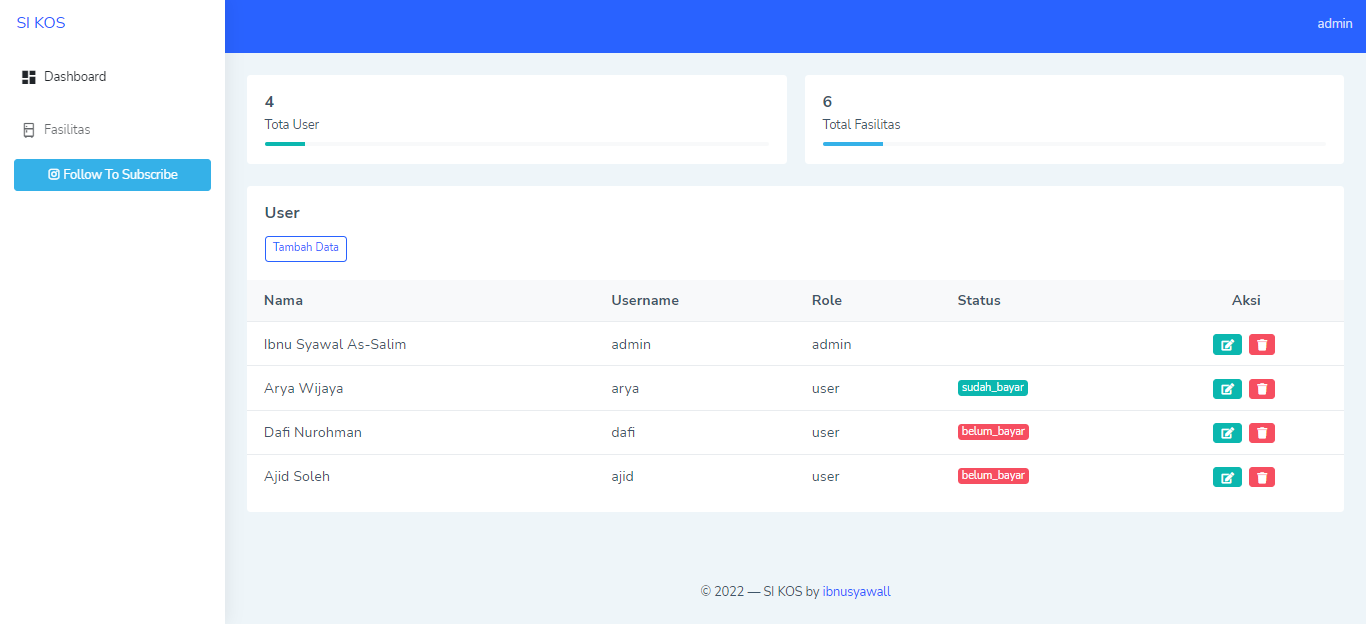 SI KOS
admin
Dashboard
Fasilitas
Follow To Subscribe
4
Tota User
6
Total Fasilitas
User
Tambah Data
Nama Username Role Status Aksi
Ibnu Syawal As-Salim admin admin
Arya Wijaya arya user sudah_bayar
Dafi Nurohman dafi user belum_bayar
Ajid Soleh ajid user belum_bayar
© 2022 — SI KOS by ibnusyawall